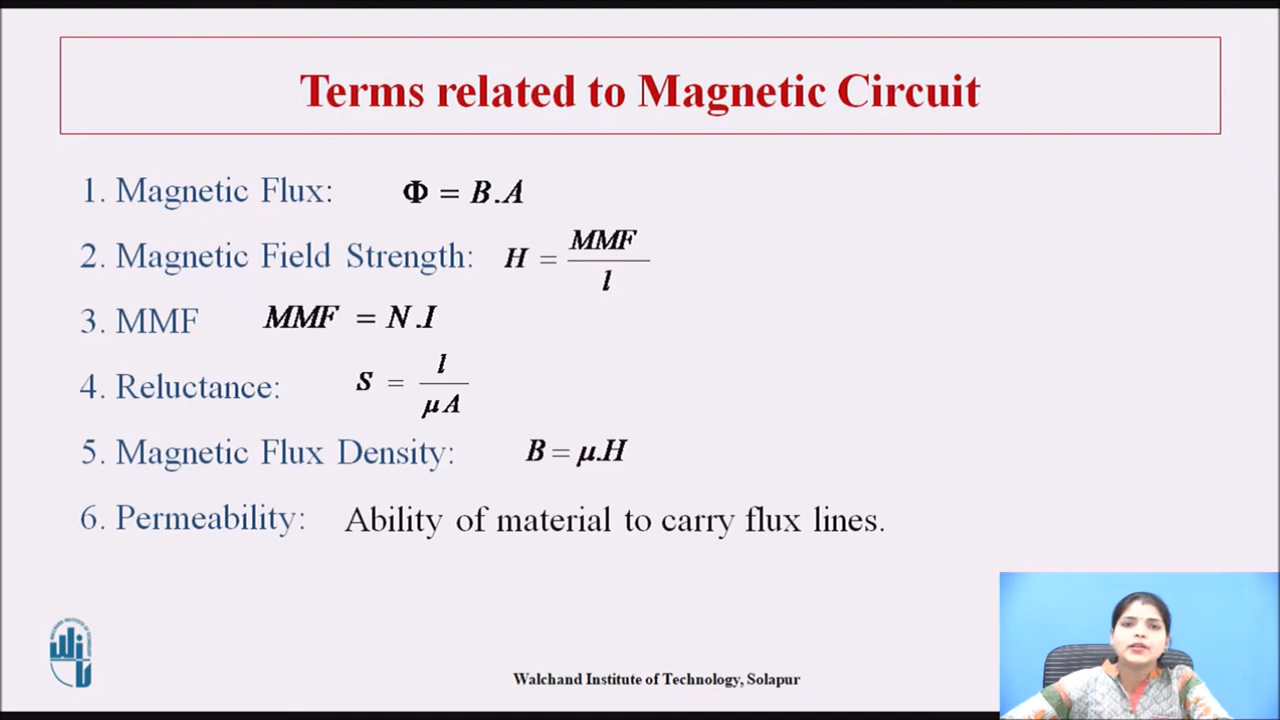 Terms related to Magnetic Circuit
1. Magnetic Flux: Φ = B.A
2. Magnetic Field Strength: H = MMF / l
3. MMF MMF = N.I
4. Reluctance: S = l / μA
5. Magnetic Flux Density: B = μ.H
6. Permeability: Ability of material to carry flux lines.
Walchand Institute of Technology, Solapur